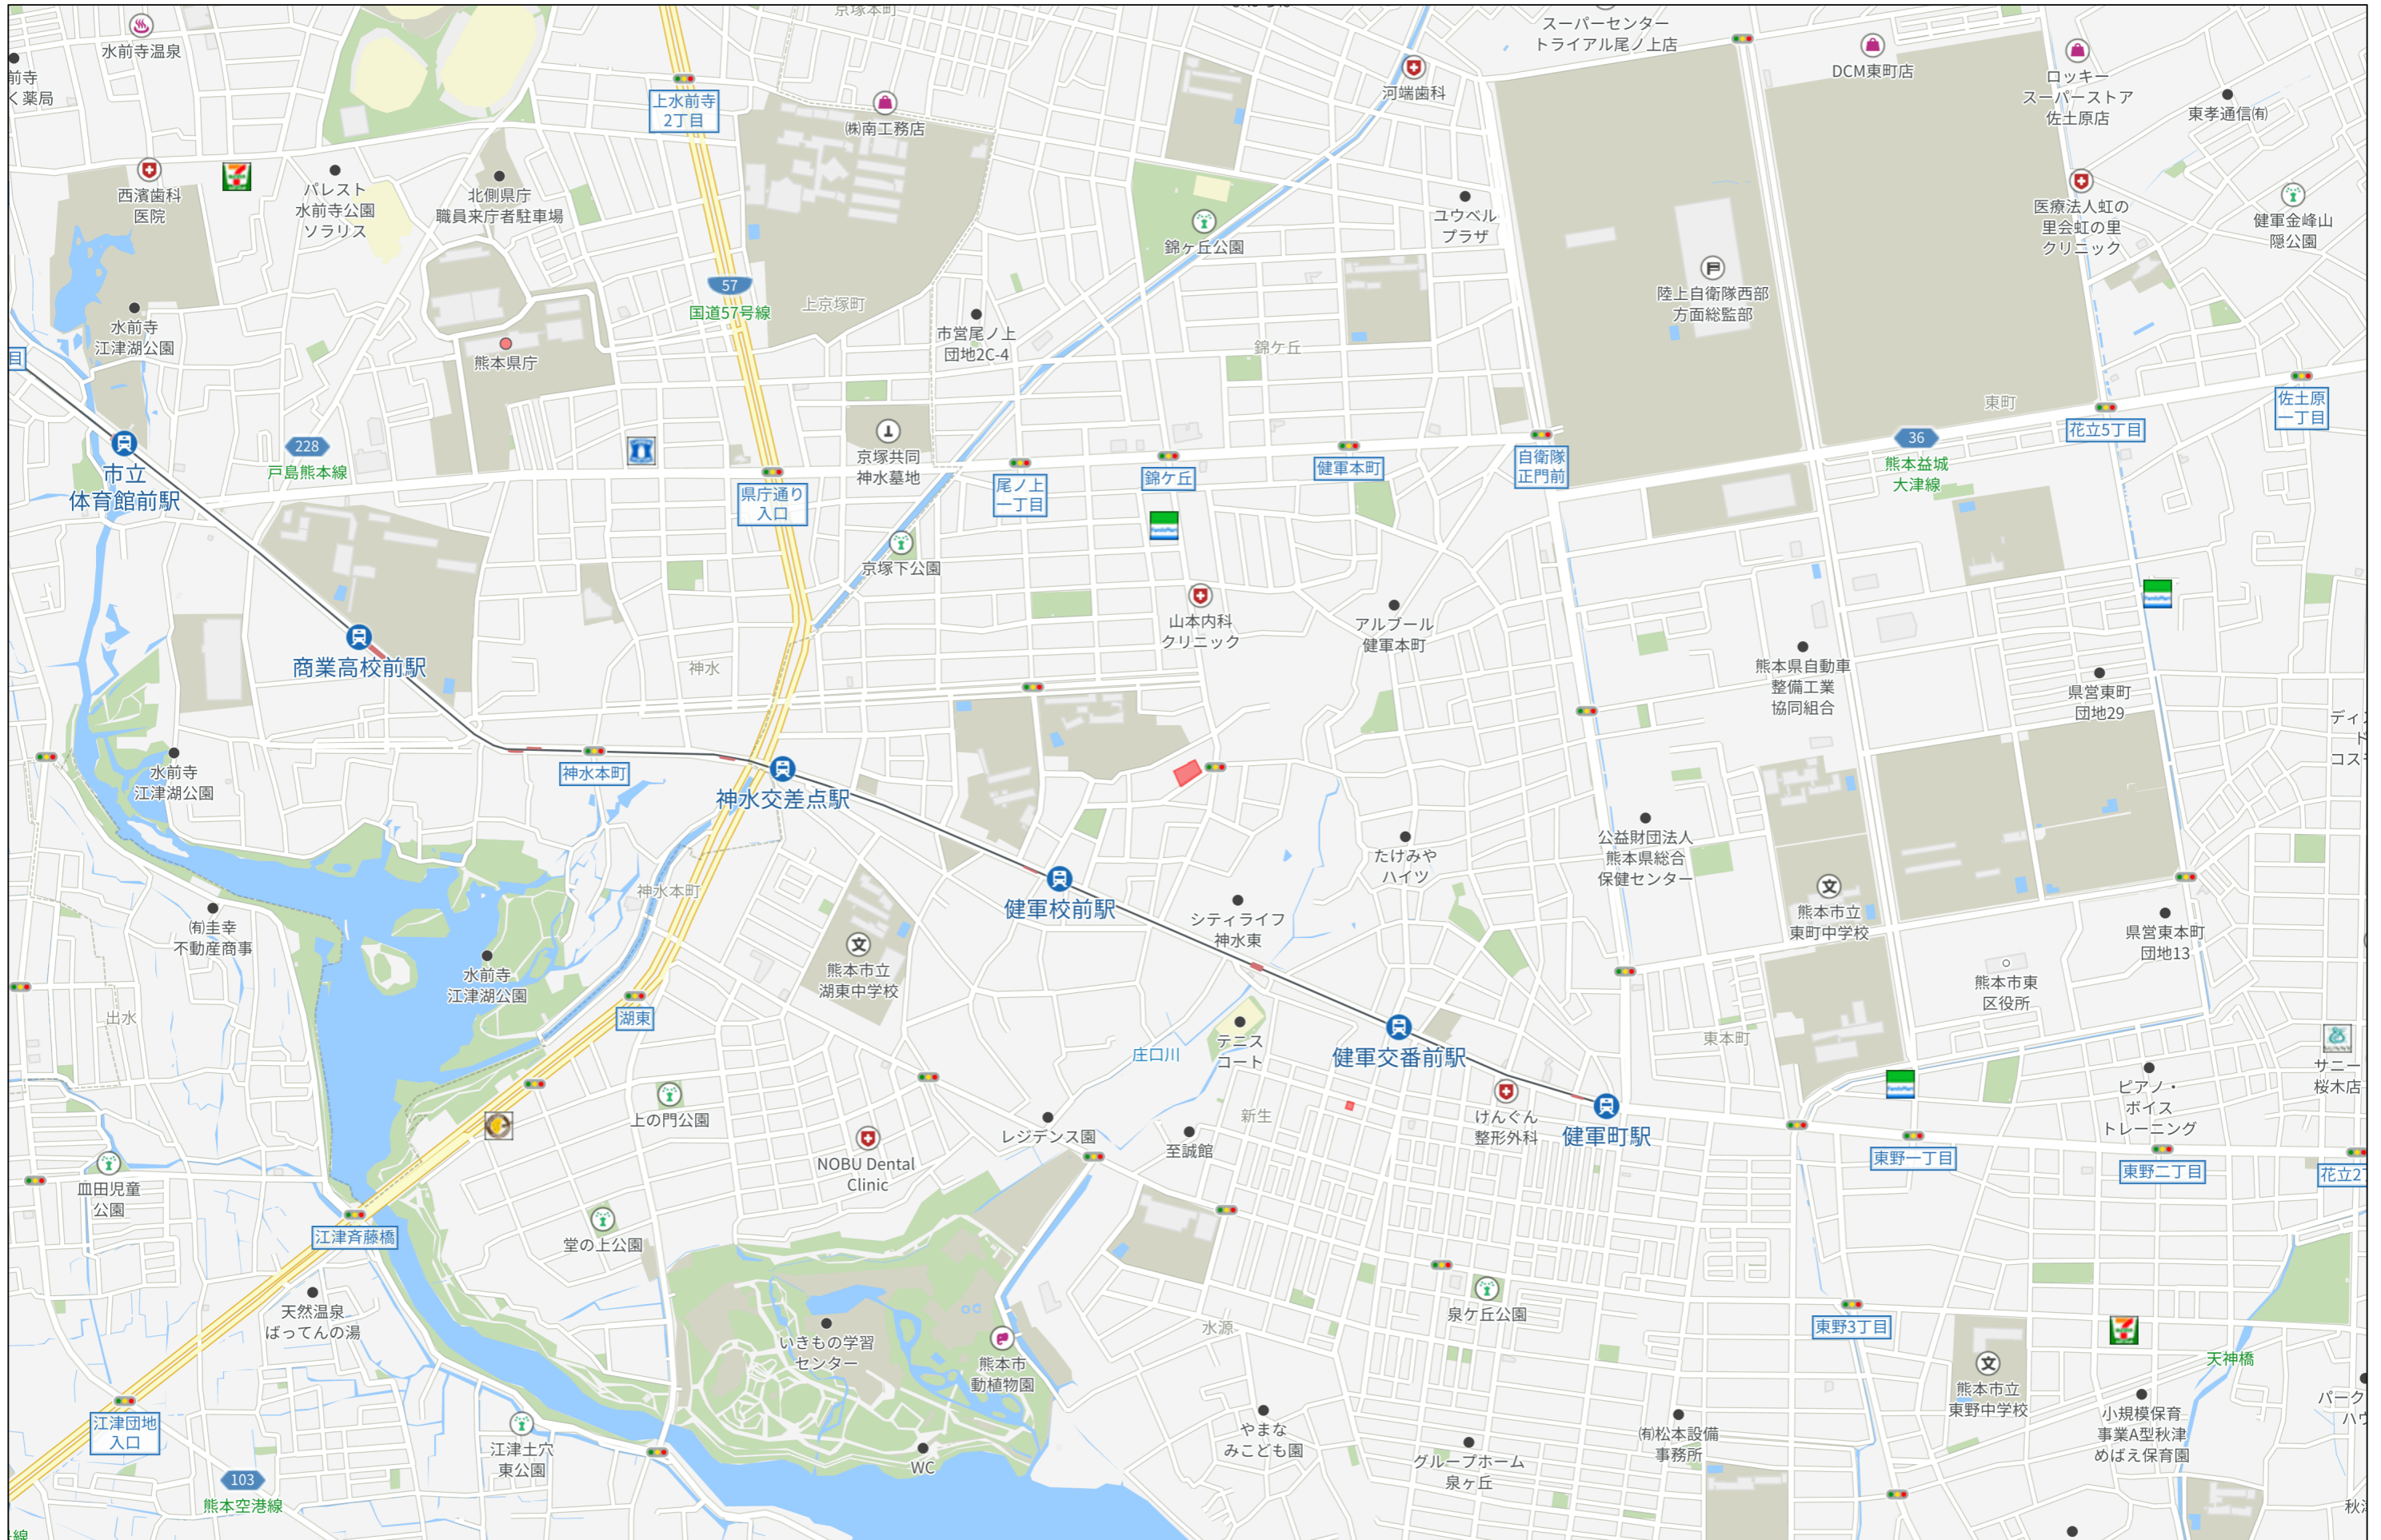 京塚本町
水前寺温泉
前寺
く薬局
上水前寺
2丁目
㈱南工務店
河端歯科
スーパーセンター
トライアル尾ノ上店
DCM東町店
ロッキー
スーパーストア
佐土原店
東孝通信㈲
西濱歯科
医院
パレスト
水前寺公園
ソラリス
北側県庁
職員来庁者駐車場
錦ヶ丘公園
ユウベル
プラザ
医療法人虹の
里会虹の里
クリニック
健軍金峰山
隠公園
57
国道57号線
上京塚町
陸上自衛隊西部
方面総監部
水前寺
江津湖公園
熊本県庁
市営尾ノ上
団地2C-4
錦ケ丘
目
東町
佐土原
一丁目
花立5丁目
市立
体育館前駅
228
戸島熊本線
京塚共同
神水墓地
県庁通り
入口
尾ノ上
一丁目
錦ケ丘
健軍本町
自衛隊
正門前
36
熊本益城
大津線
FamilyMart
京塚下公園
FamilyMart
山本内科
クリニック
アルブール
健軍本町
商業高校前駅
神水
熊本県自動車
整備工業
協同組合
県営東町
団地29
ディス
ド
コスモ
水前寺
江津湖公園
神水本町
神水交差点駅
たけみや
ハイツ
公益財団法人
熊本県総合
保健センター
神水本町
健軍校前駅
シティライフ
神水東
熊本市立
東町中学校
県営東本町
団地13
㈲圭幸
不動産商事
水前寺
江津湖公園
熊本市立
湖東中学校
熊本市東
区役所
出水
湖東
庄口川
テニス
コート
健軍交番前駅
東本町
サニー
桜木店
FamilyMart
ピアノ・
ボイス
トレーニング
上の門公園
レジデンス園
新生
至誠館
けんぐん
整形外科
健軍町駅
東野一丁目
東野二丁目
花立2丁
NOBU Dental
Clinic
皿田児童
公園
江津斉藤橋
堂の上公園
天然温泉
ばってんの湯
いきもの学習
センター
熊本市
動植物園
水源
泉ケ丘公園
東野3丁目
天神橋
熊本市立
東野中学校
江津団地
入口
江津土穴
東公園
WC
やまな
みこども園
グループホーム
泉ヶ丘
㈲松本設備
事務所
小規模保育
事業A型秋津
めばえ保育園
パーク
ハウ
103
熊本空港線
秋津
線